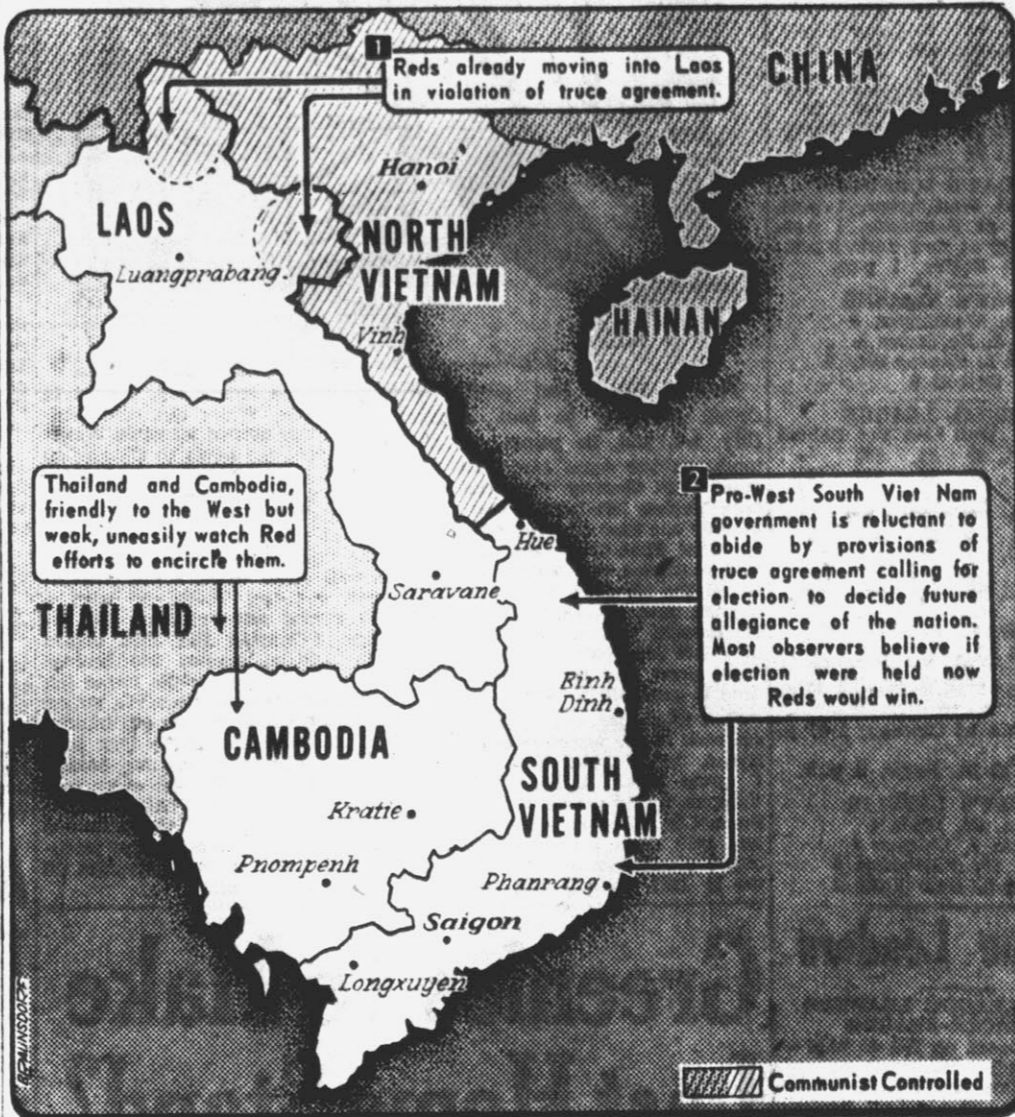 1
Reds already moving into Laos
in violation of truce agreement.
CHINA
Hanoi
LAOS
NORTH
VIETNAM
Luangprabang
HAINAN
Vinh
Thailand and Cambodia,
friendly to the West but
weak, uneasily watch Red
efforts to encircle them.
2
Pro-West South Viet Nam
government is reluctant to
abide by provisions of
truce agreement calling for
election to decide future
allegiance of the nation.
Most observers believe if
election were held now
Reds would win.
Hue
Saravane
THAILAND
Binh
Dinh
CAMBODIA
SOUTH
VIETNAM
Kratie
Pnompenh
Phanrang
Saigon
Longxuyen
Communist Controlled